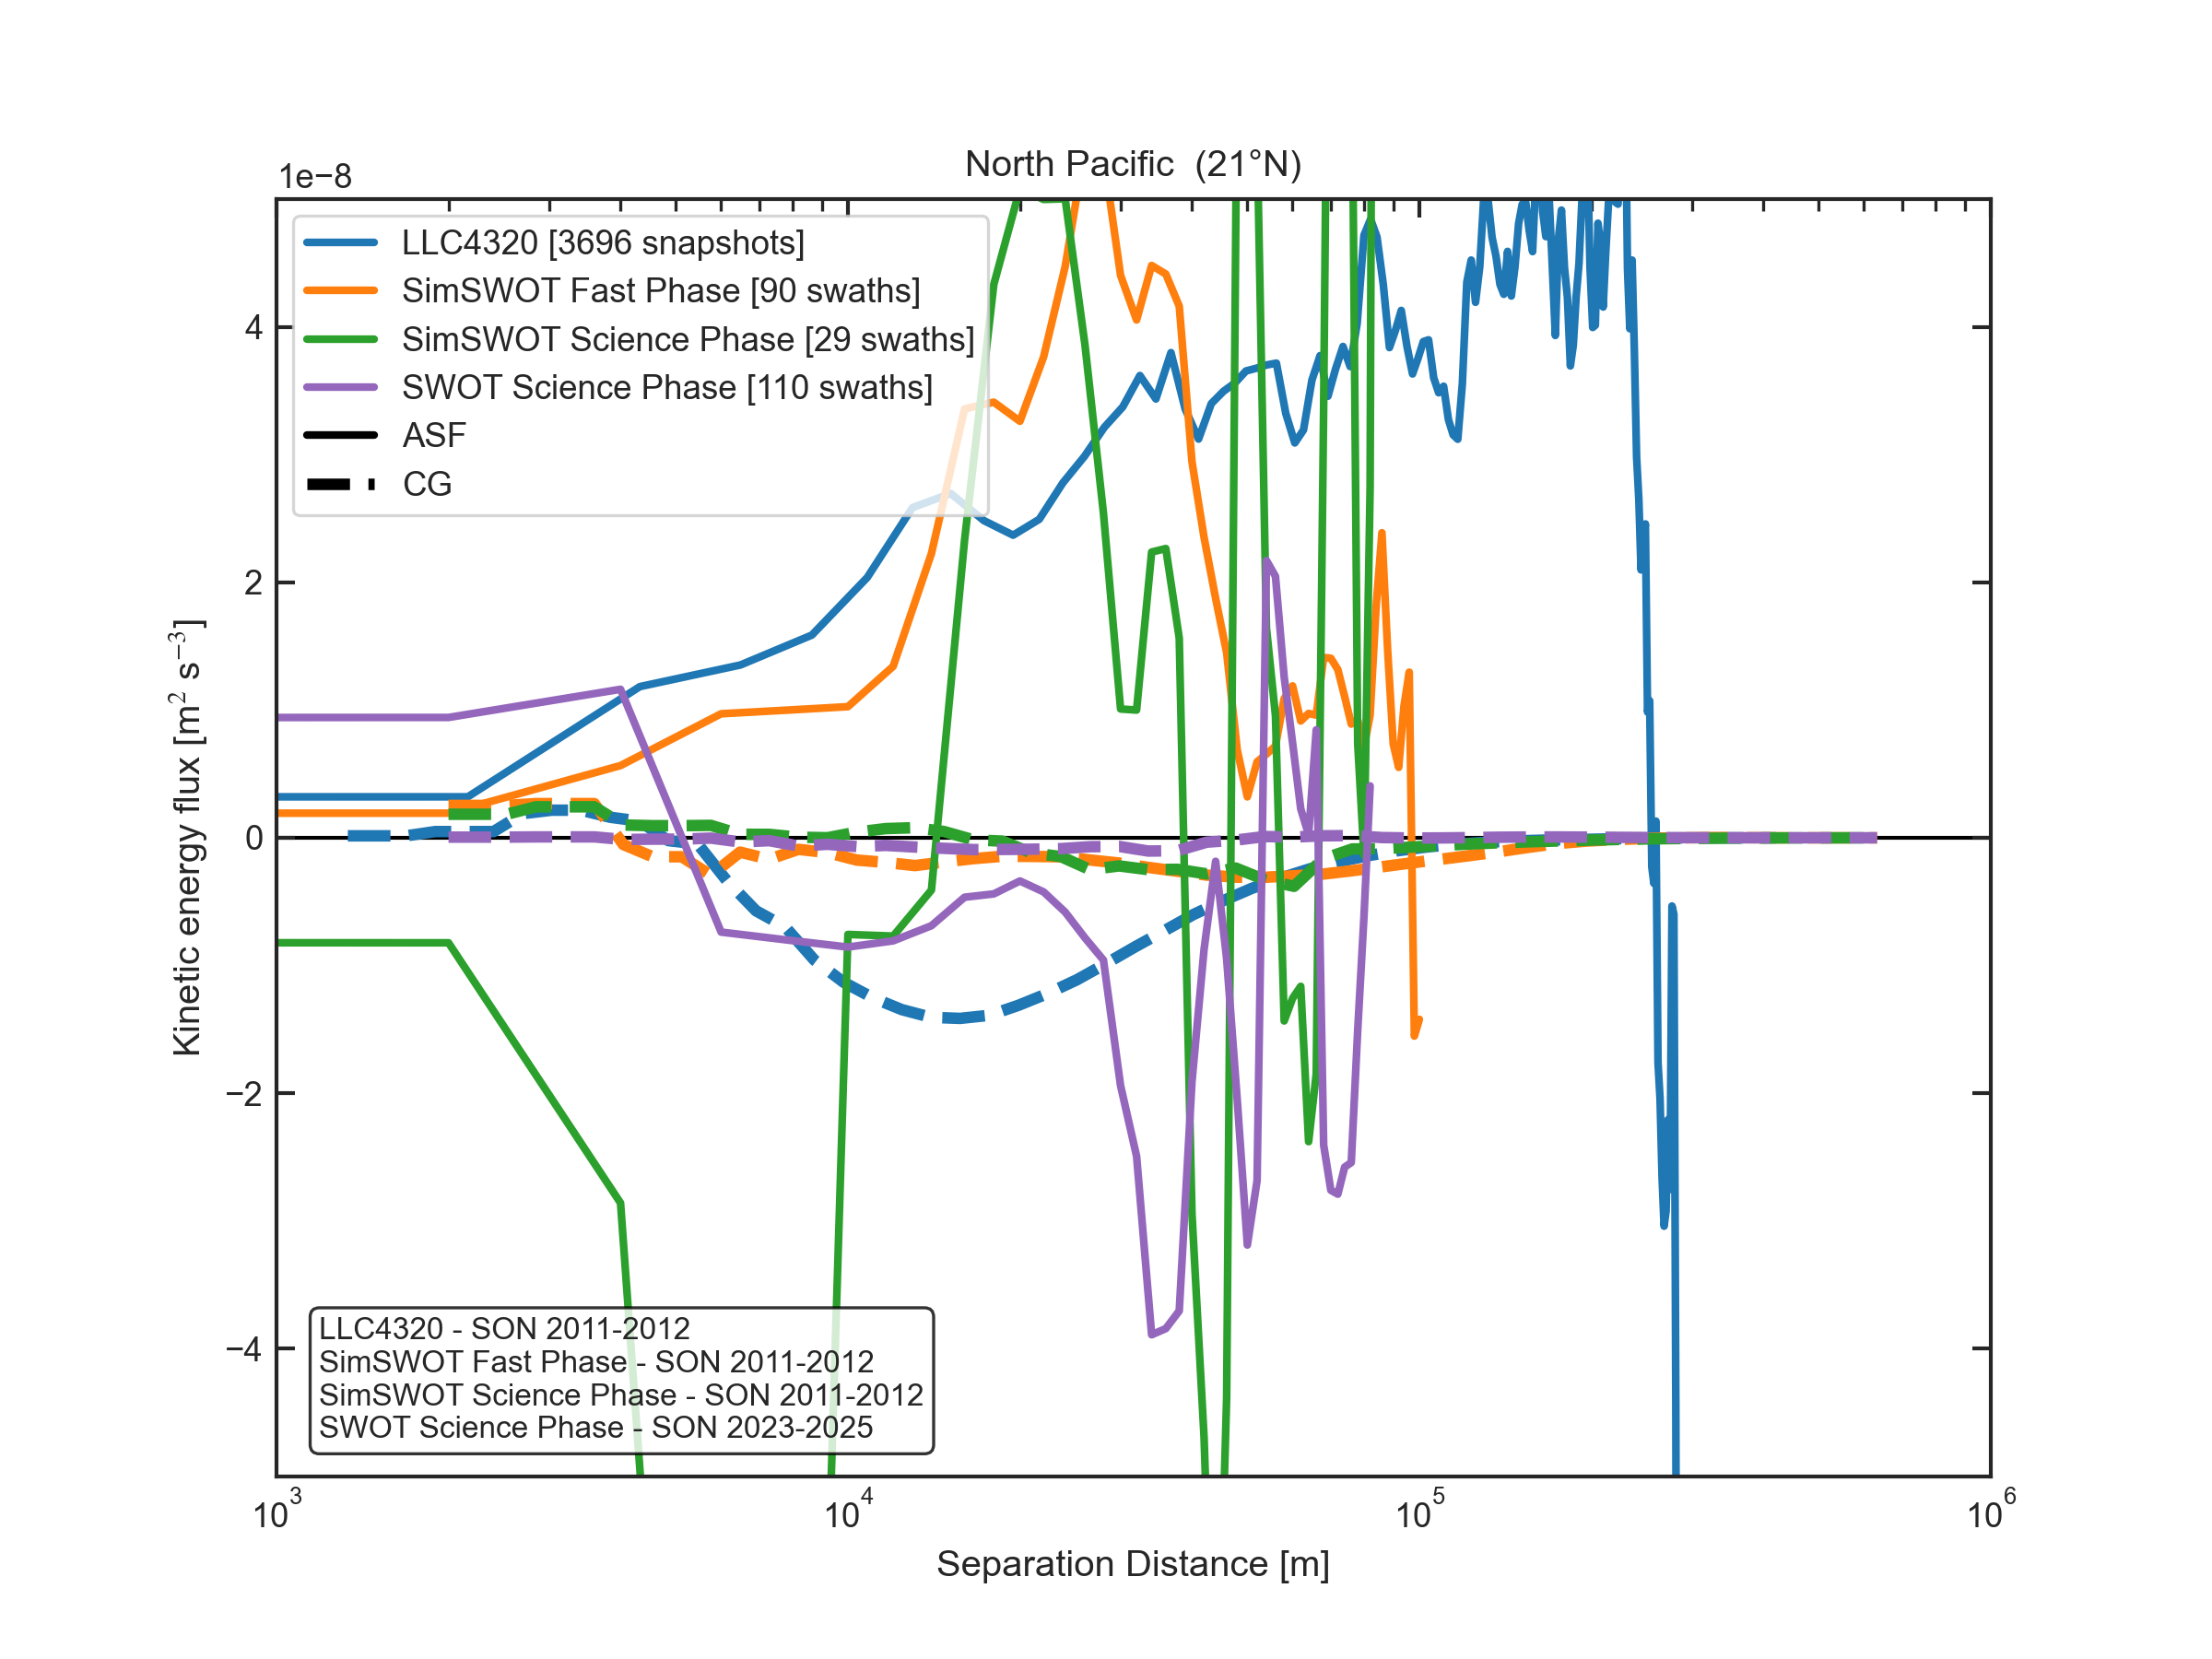 North Pacific  (21°N)
1e−8
LLC4320 [3696 snapshots]
SimSWOT Fast Phase [90 swaths]
SimSWOT Science Phase [29 swaths]
SWOT Science Phase [110 swaths]
ASF
CG
4
2
0
−2
−4
Kinetic energy flux [m² s⁻³]
LLC4320 - SON 2011-2012
SimSWOT Fast Phase - SON 2011-2012
SimSWOT Science Phase - SON 2011-2012
SWOT Science Phase - SON 2023-2025
10³ 10⁴ 10⁵ 10⁶
Separation Distance [m]